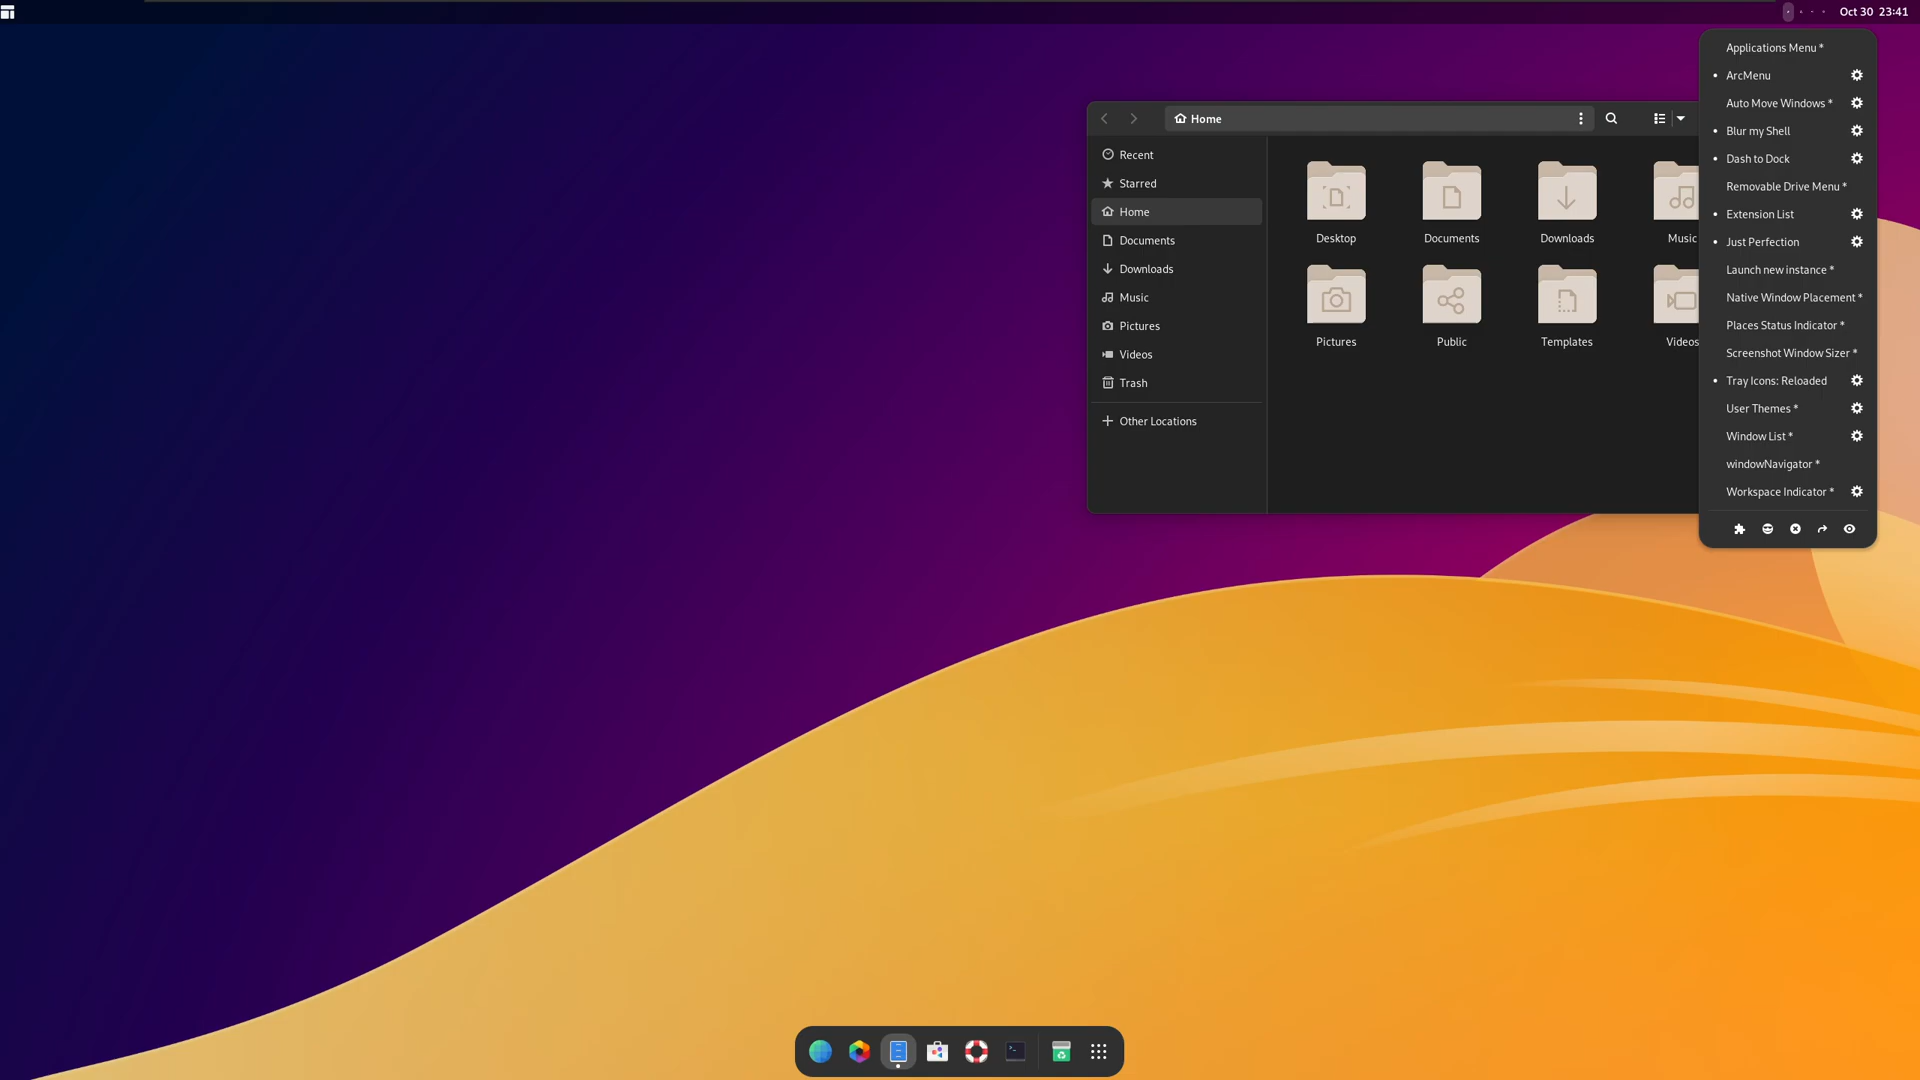 Oct 30 23:41
Home
Recent
Starred
Home
Documents
Downloads
Music
Pictures
Videos
Trash
Other Locations
Desktop
Documents
Downloads
Music
Pictures
Public
Templates
Videos
Applications Menu *
• ArcMenu
Auto Move Windows *
• Blur my Shell
• Dash to Dock
Removable Drive Menu *
• Extension List
• Just Perfection
Launch new instance *
Native Window Placement *
Places Status Indicator *
Screenshot Window Sizer *
• Tray Icons: Reloaded
User Themes *
Window List *
windowNavigator *
Workspace Indicator *